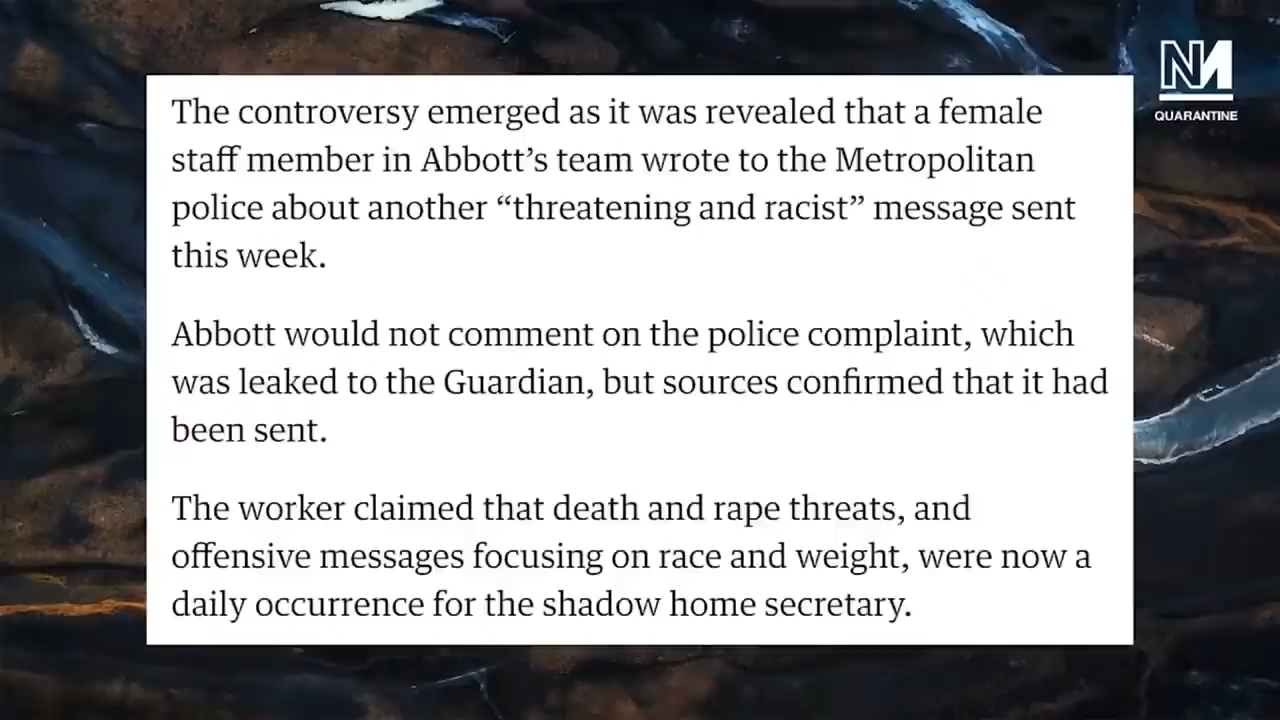 NM
QUARANTINE
The controversy emerged as it was revealed that a female
staff member in Abbott’s team wrote to the Metropolitan
police about another “threatening and racist” message sent
this week.
Abbott would not comment on the police complaint, which
was leaked to the Guardian, but sources confirmed that it had
been sent.
The worker claimed that death and rape threats, and
offensive messages focusing on race and weight, were now a
daily occurrence for the shadow home secretary.